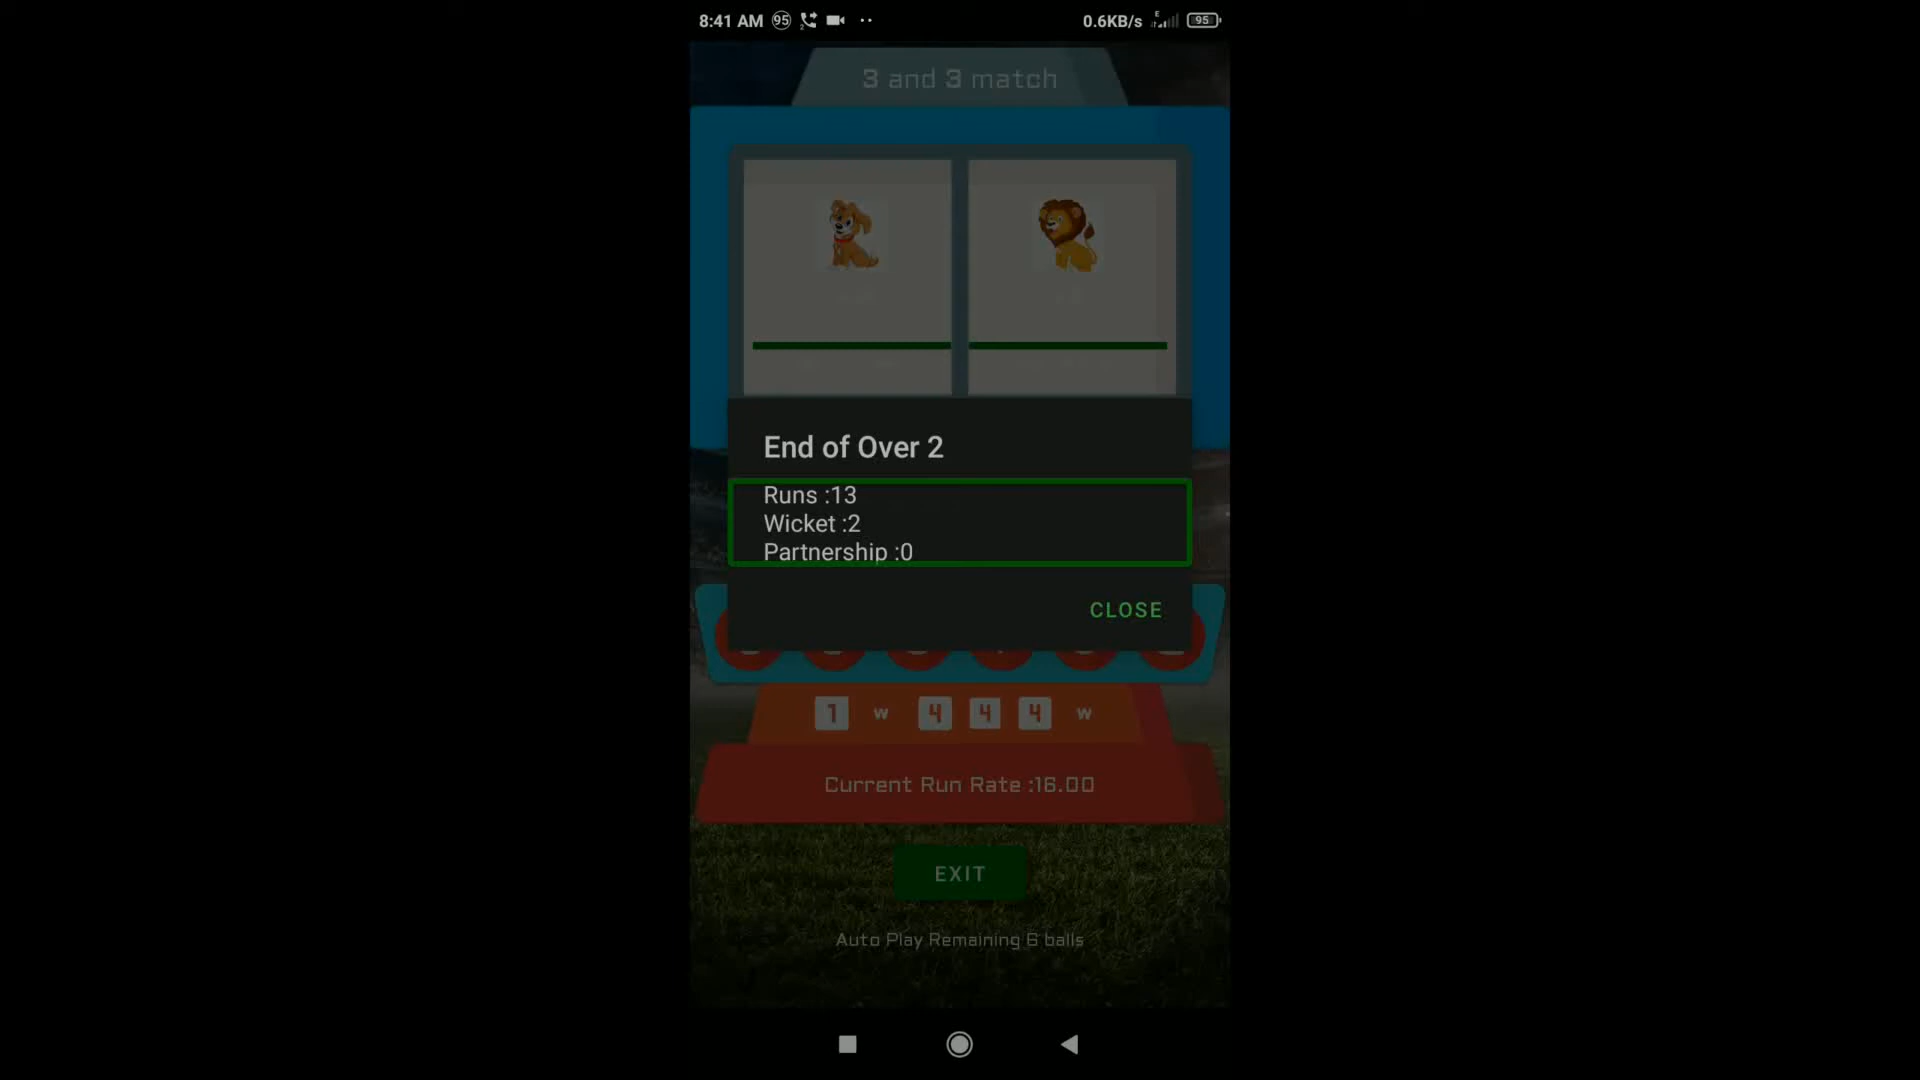 8:41 AM 95 0.6KB/s E 95
3 and 3 match
End of Over 2
Runs :13
Wicket :2
Partnership :0
CLOSE
1 w 4 4 4 w
Current Run Rate :16.00
EXIT
Auto Play Remaining 6 balls